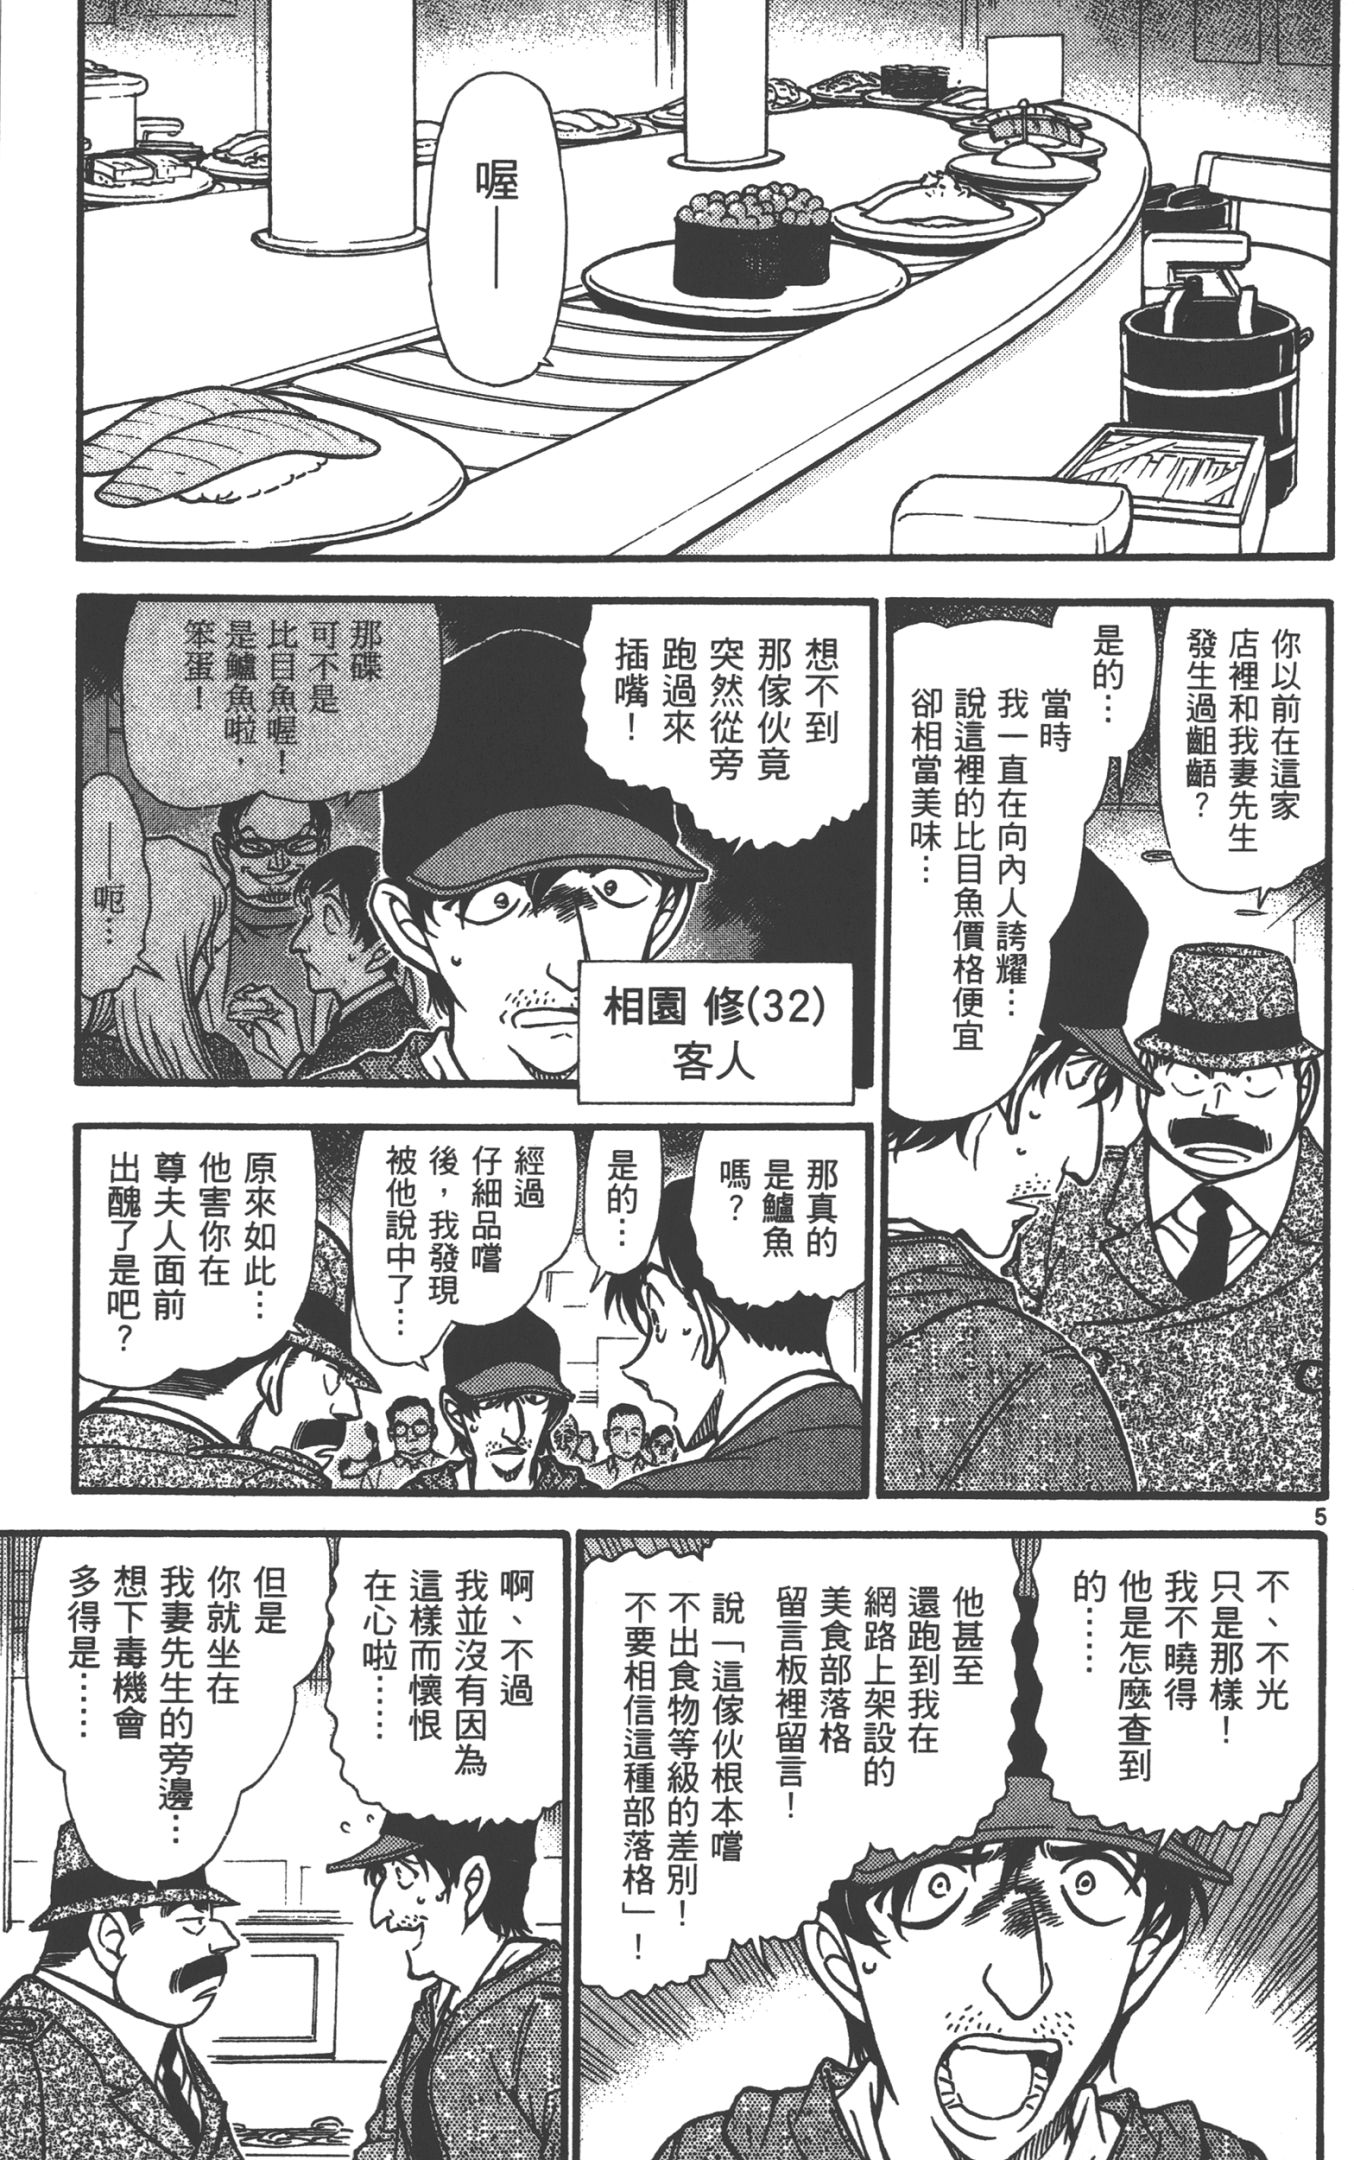 喔——
你以前在這家
店裡和我妻先生
發生過齟齬？
是的…
當時
我一直在向內人誇耀…
說這裡的比目魚價格便宜
卻相當美味…
想不到
那傢伙竟
突然從旁
跑過來
插嘴！
那碟
可不是
比目魚喔！
是鱸魚啦，
笨蛋！
——呃…
相園 修(32)
客人
那真的
是鱸魚
嗎？
是的…
經過
仔細品嚐
後，我發現
被他說中了…
原來如此…
他害你在
尊夫人面前
出醜了是吧？
5
不、不光
只是那樣！
我不曉得
他是怎麼查到
的……
他甚至
還跑到我在
網路上架設的
美食部落格
留言板裡留言！
說「這傢伙根本嚐
不出食物等級的差別！
不要相信這種部落格」！
啊、不過
我並沒有因為
這樣而懷恨
在心啦……
但是
你就坐在
我妻先生的旁邊…
想下毒機會
多得是……